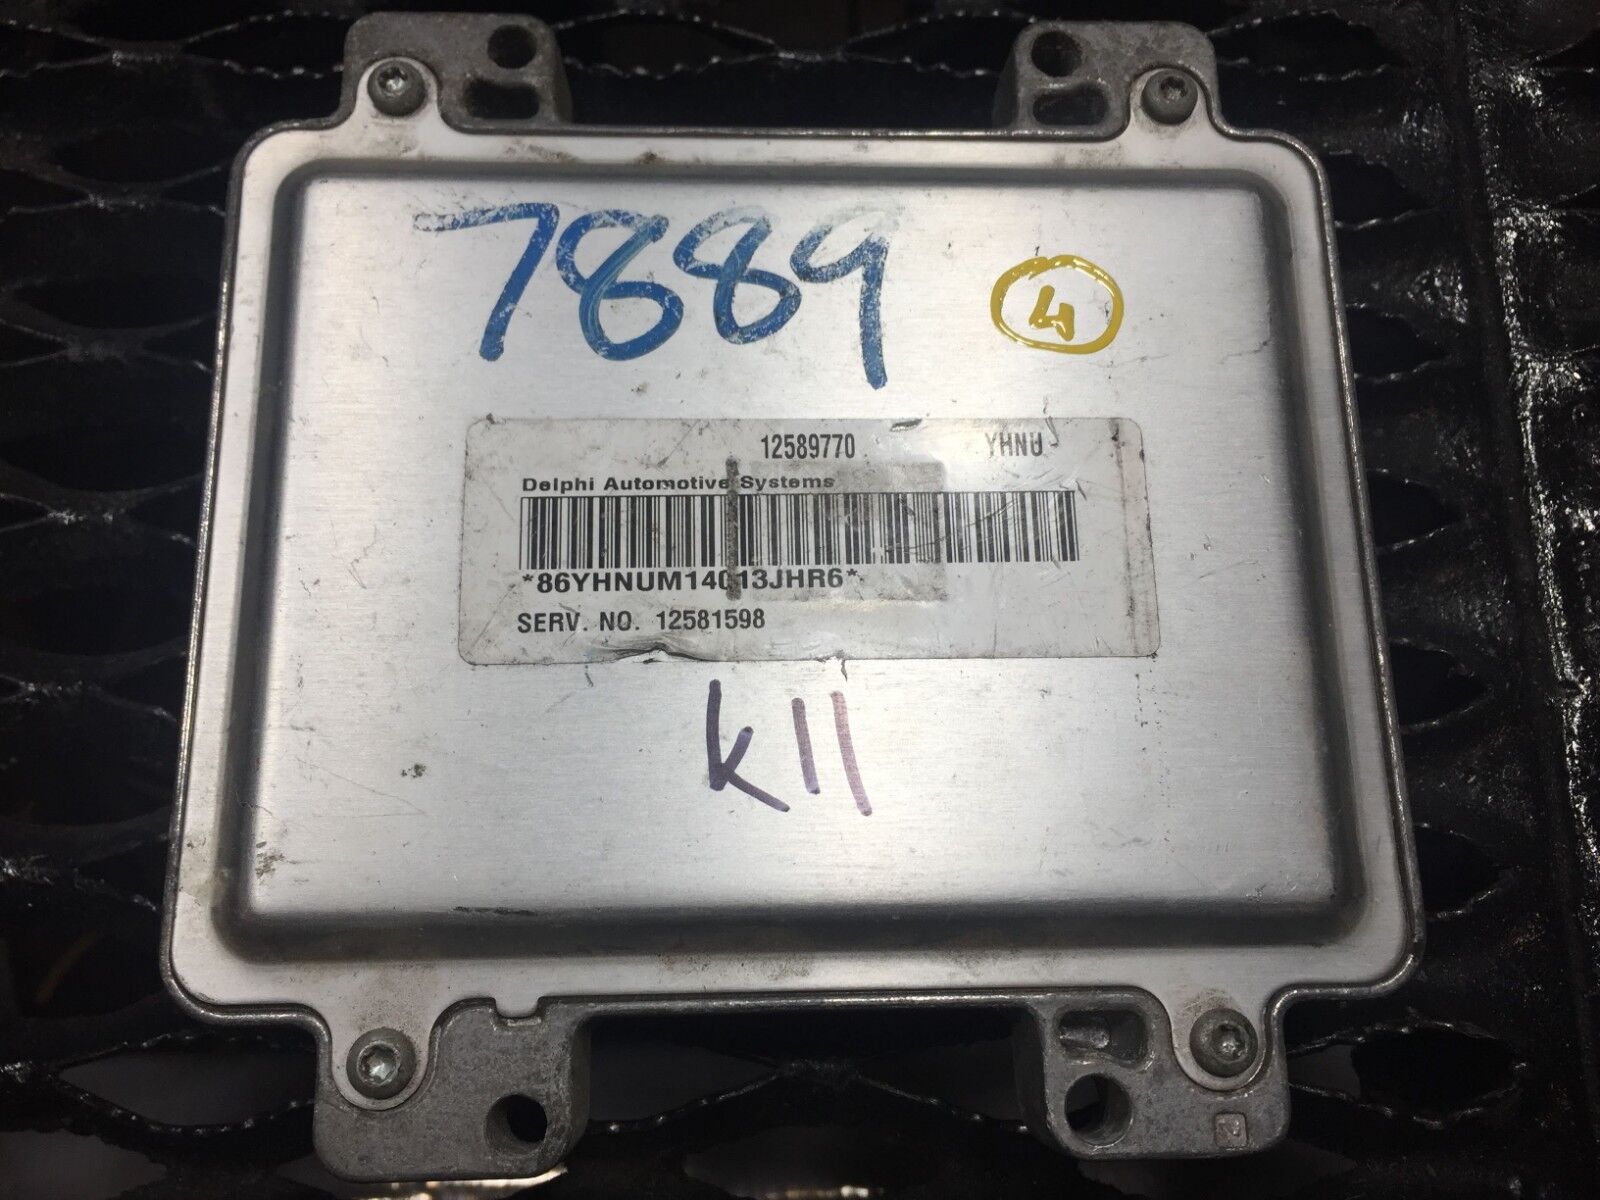 7889 4
12589770 YHNU
Delphi Automotive Systems
*86YHNUM14013JHR6*
SERV. NO. 12581598
K11